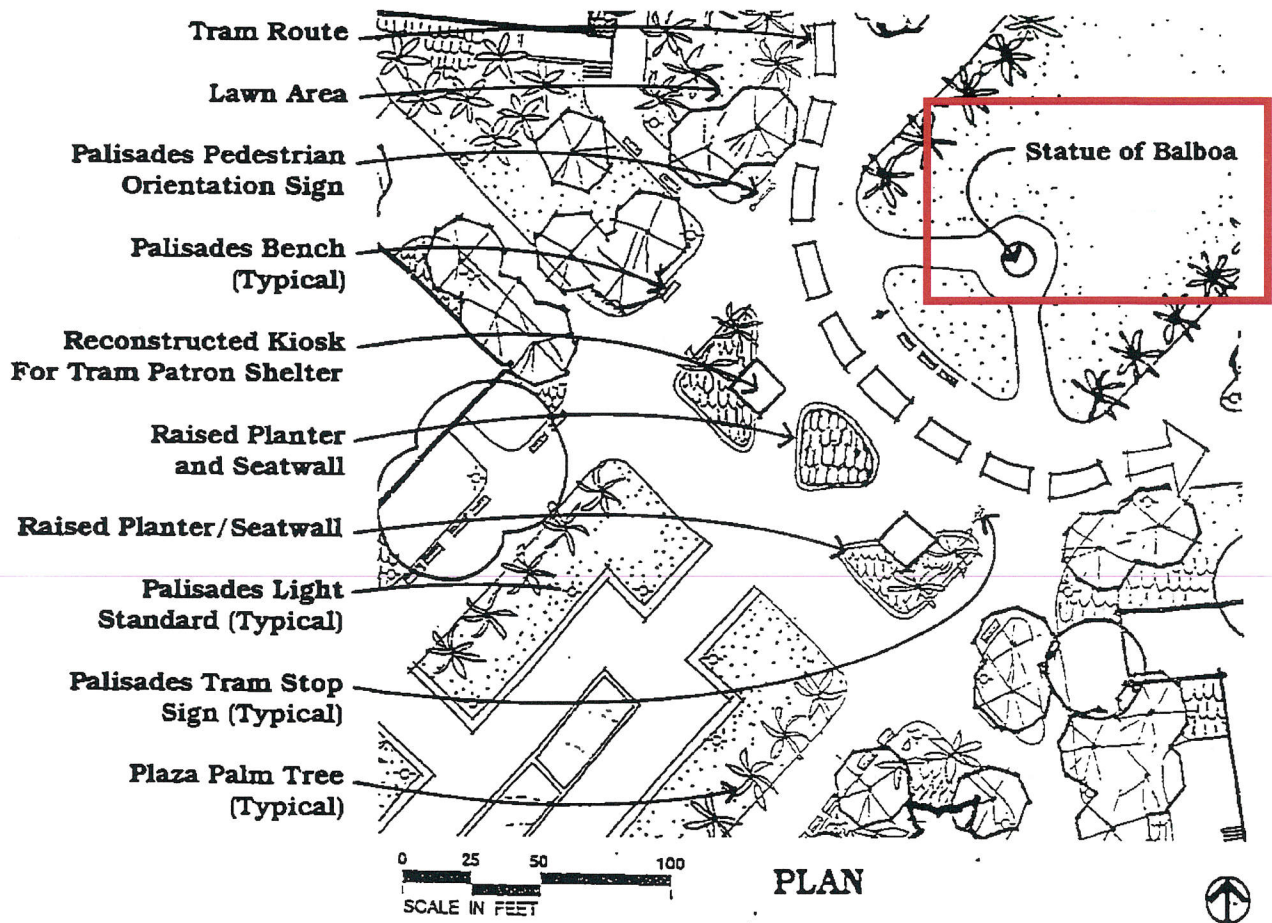 Tram Route
Lawn Area
Palisades Pedestrian
Orientation Sign
Statue of Balboa
Palisades Bench
(Typical)
Reconstructed Kiosk
For Tram Patron Shelter
Raised Planter
and Seatwall
Raised Planter/Seatwall
Palisades Light
Standard (Typical)
Palisades Tram Stop
Sign (Typical)
Plaza Palm Tree
(Typical)
0 25 50 100
SCALE IN FEET
PLAN